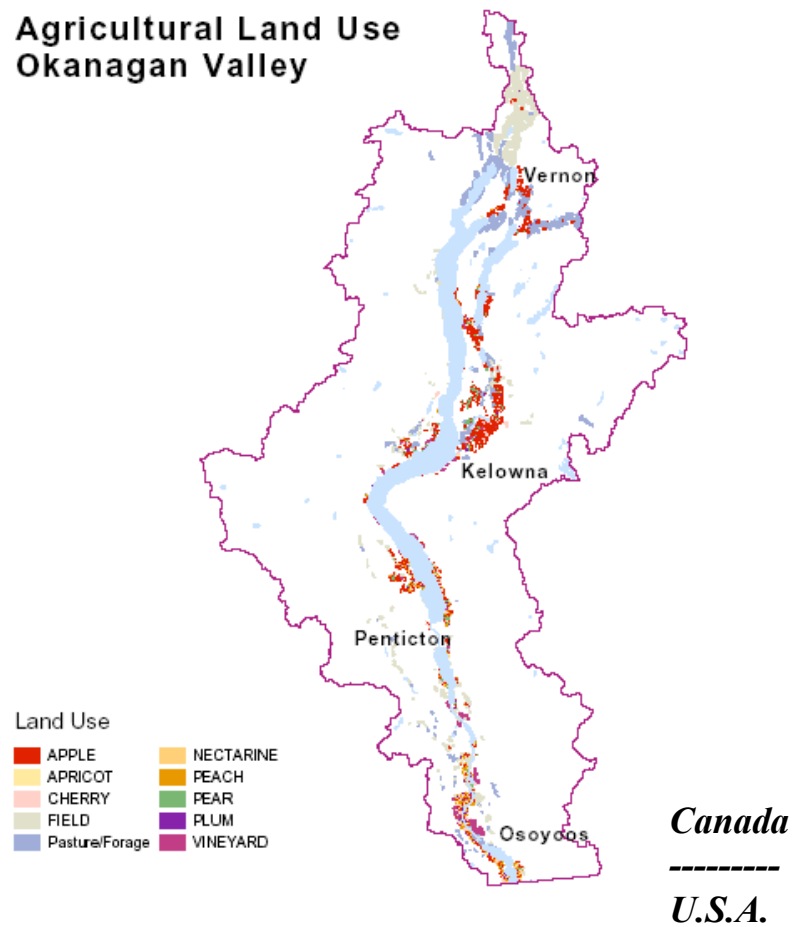 Agricultural Land Use
Okanagan Valley
Vernon
Kelowna
Penticton
Osoyoos
Land Use
APPLE
APRICOT
CHERRY
FIELD
Pasture/Forage
NECTARINE
PEACH
PEAR
PLUM
VINEYARD
Canada
---------
U.S.A.